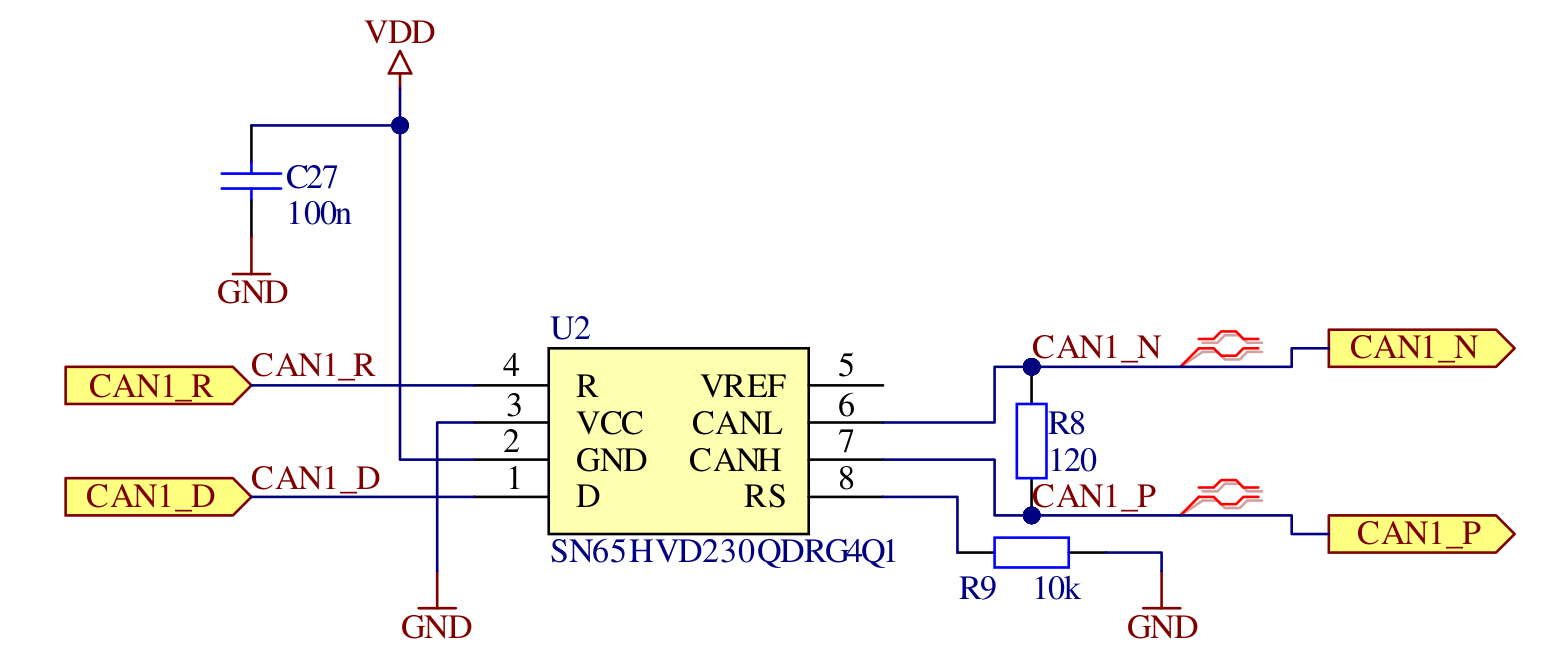 VDD
C27
100n
GND
U2
CAN1_R
CAN1_R
4
R
VREF
5
CAN1_N
CAN1_N
3
VCC
CANL
6
R8
120
2
GND
CANH
7
CAN1_D
CAN1_D
1
D
RS
8
CAN1_P
CAN1_P
SN65HVD230QDRG4Q1
R9
10k
GND
GND